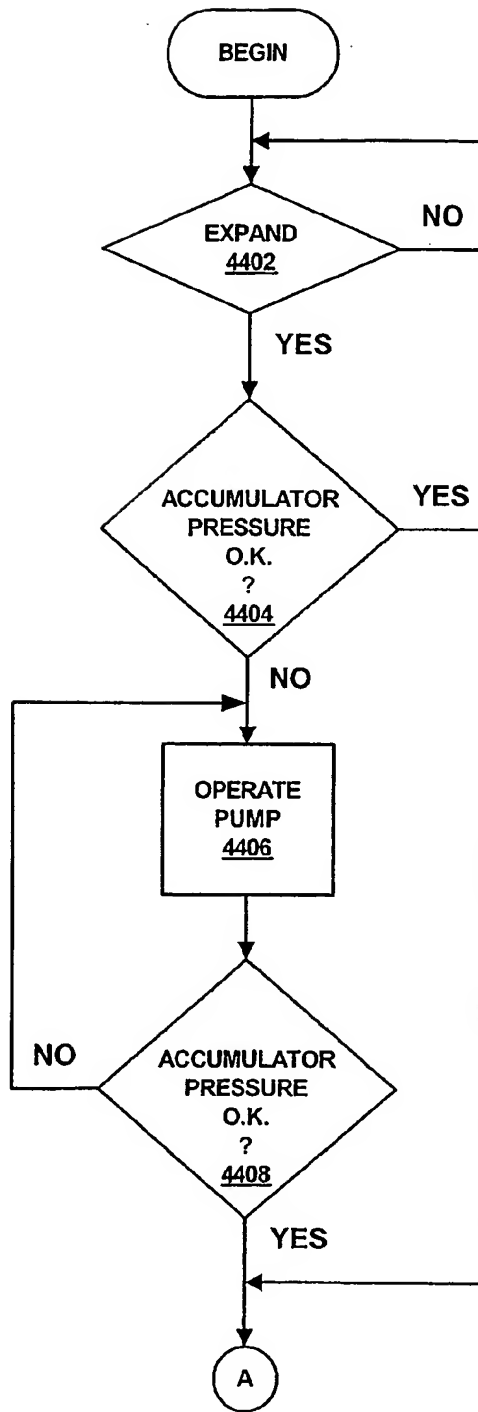 BEGIN
EXPAND
4402
NO
YES
ACCUMULATOR
PRESSURE
O.K.
?
4404
YES
NO
OPERATE
PUMP
4406
NO
ACCUMULATOR
PRESSURE
O.K.
?
4408
YES
A